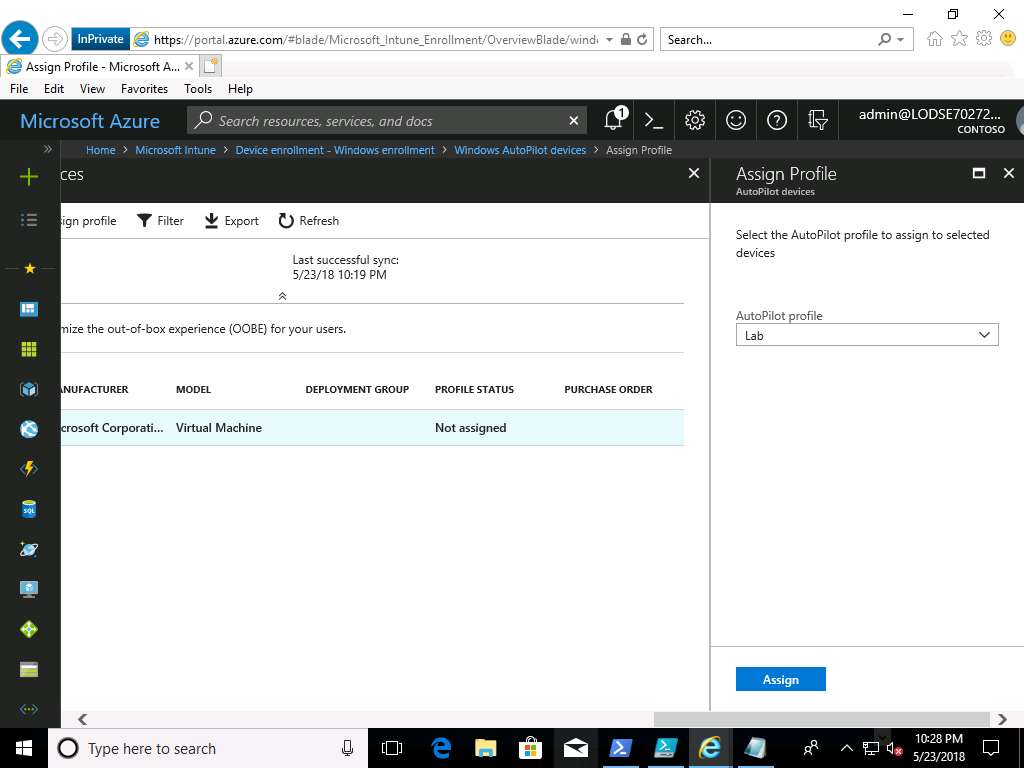 InPrivate
https://portal.azure.com/#blade/Microsoft_Intune_Enrollment/OverviewBlade/wind
Search...
Assign Profile - Microsoft A...
File Edit View Favorites Tools Help
Microsoft Azure
Search resources, services, and docs
1
admin@LODSE70272...
CONTOSO
Home > Microsoft Intune > Device enrollment - Windows enrollment > Windows AutoPilot devices > Assign Profile
ces
Assign Profile
AutoPilot devices
sign profile Filter Export Refresh
Last successful sync:
5/23/18 10:19 PM
mize the out-of-box experience (OOBE) for your users.
ANUFACTURER MODEL DEPLOYMENT GROUP PROFILE STATUS PURCHASE ORDER
crosoft Corporati... Virtual Machine Not assigned
Select the AutoPilot profile to assign to selected
devices
AutoPilot profile
Lab
Assign
SQL
Type here to search
10:28 PM
5/23/2018